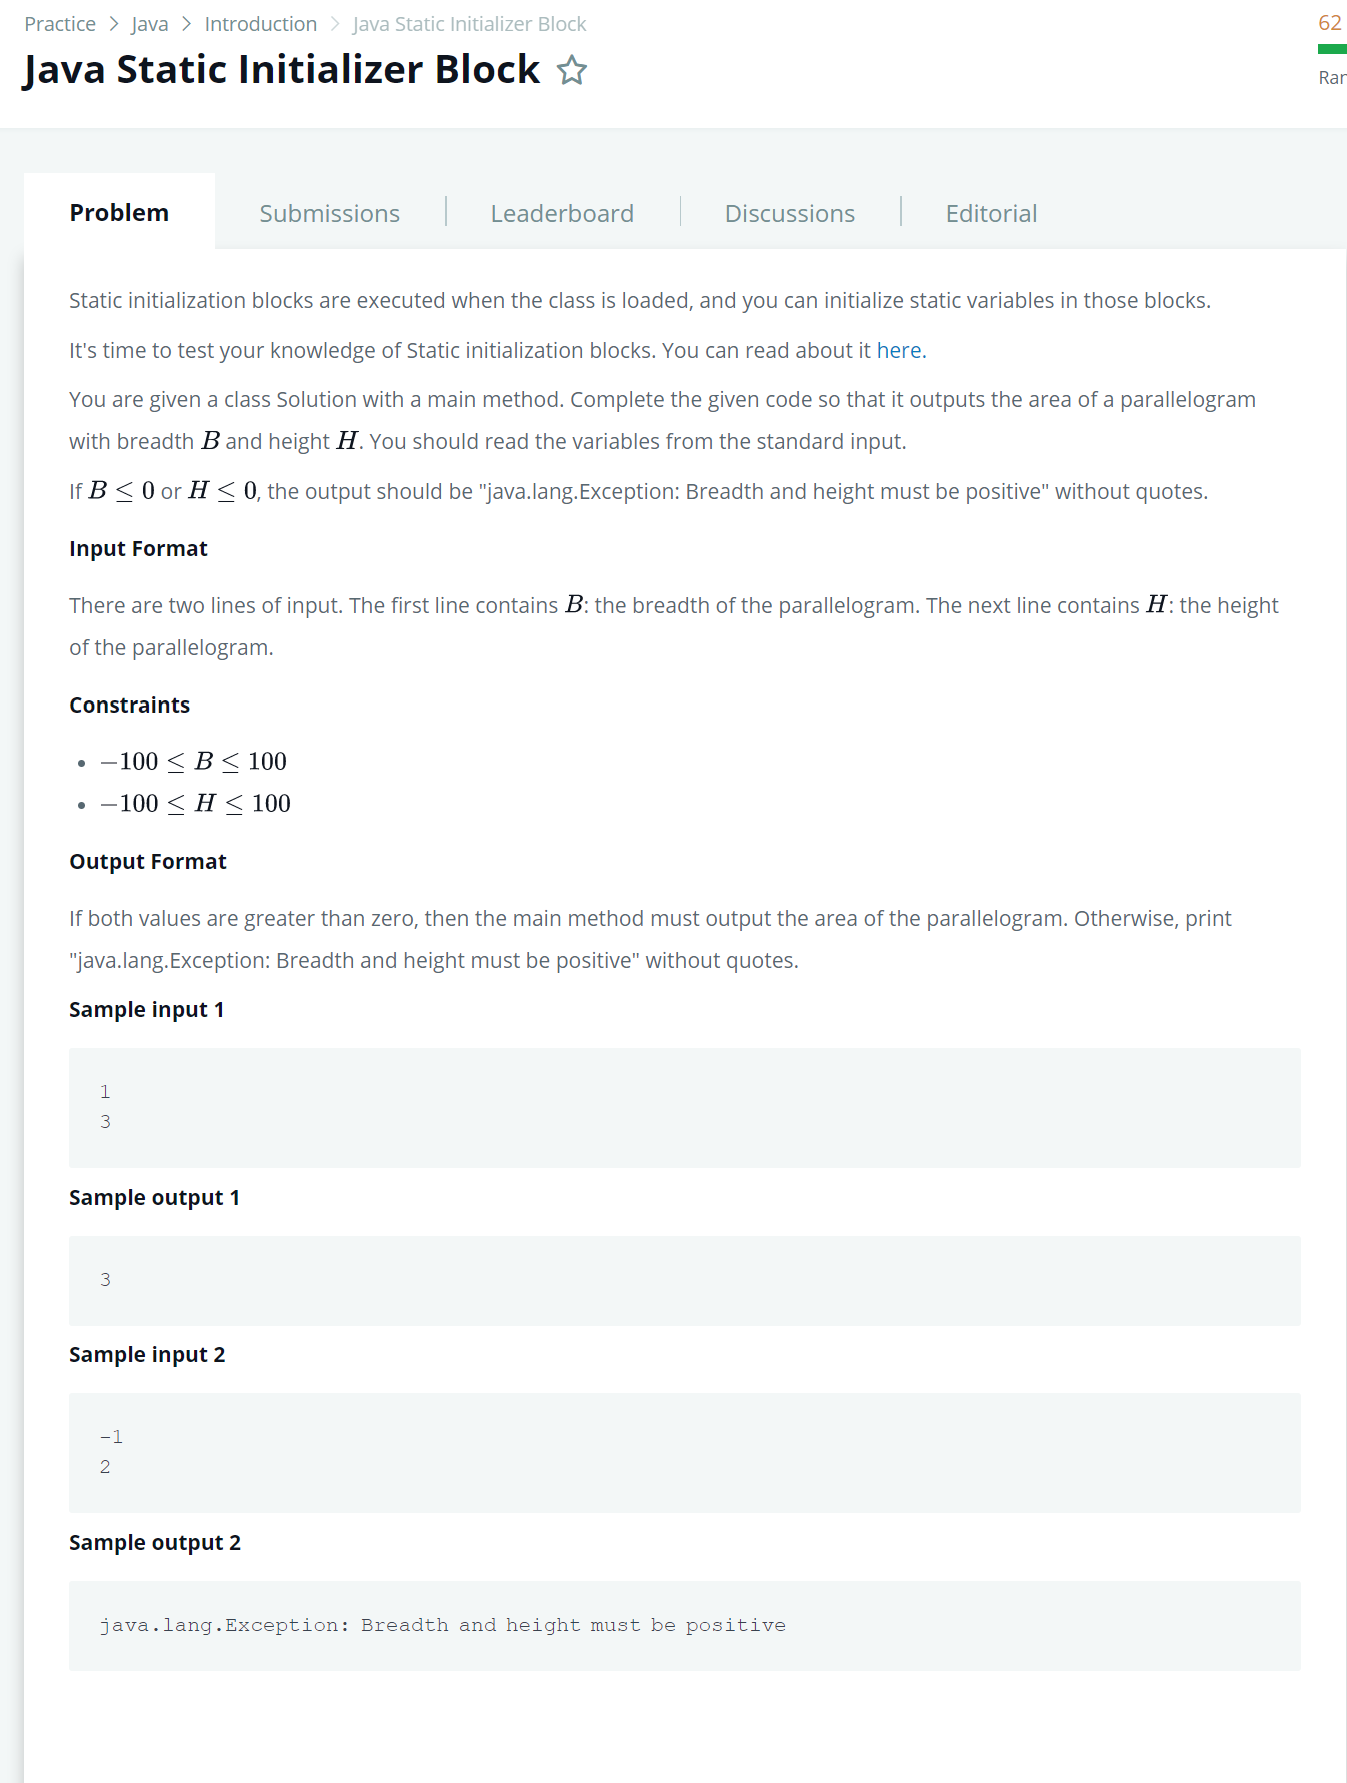 Practice > Java > Introduction > Java Static Initializer Block
62
Java Static Initializer Block
Problem
Submissions
Leaderboard
Discussions
Editorial
Static initialization blocks are executed when the class is loaded, and you can initialize static variables in those blocks.
It's time to test your knowledge of Static initialization blocks. You can read about it here.
You are given a class Solution with a main method. Complete the given code so that it outputs the area of a parallelogram
with breadth B and height H. You should read the variables from the standard input.
If B ≤ 0 or H ≤ 0, the output should be "java.lang.Exception: Breadth and height must be positive" without quotes.
Input Format
There are two lines of input. The first line contains B: the breadth of the parallelogram. The next line contains H: the height
of the parallelogram.
Constraints
• −100 ≤ B ≤ 100
• −100 ≤ H ≤ 100
Output Format
If both values are greater than zero, then the main method must output the area of the parallelogram. Otherwise, print
"java.lang.Exception: Breadth and height must be positive" without quotes.
Sample input 1
1
3
Sample output 1
3
Sample input 2
-1
2
Sample output 2
java.lang.Exception: Breadth and height must be positive